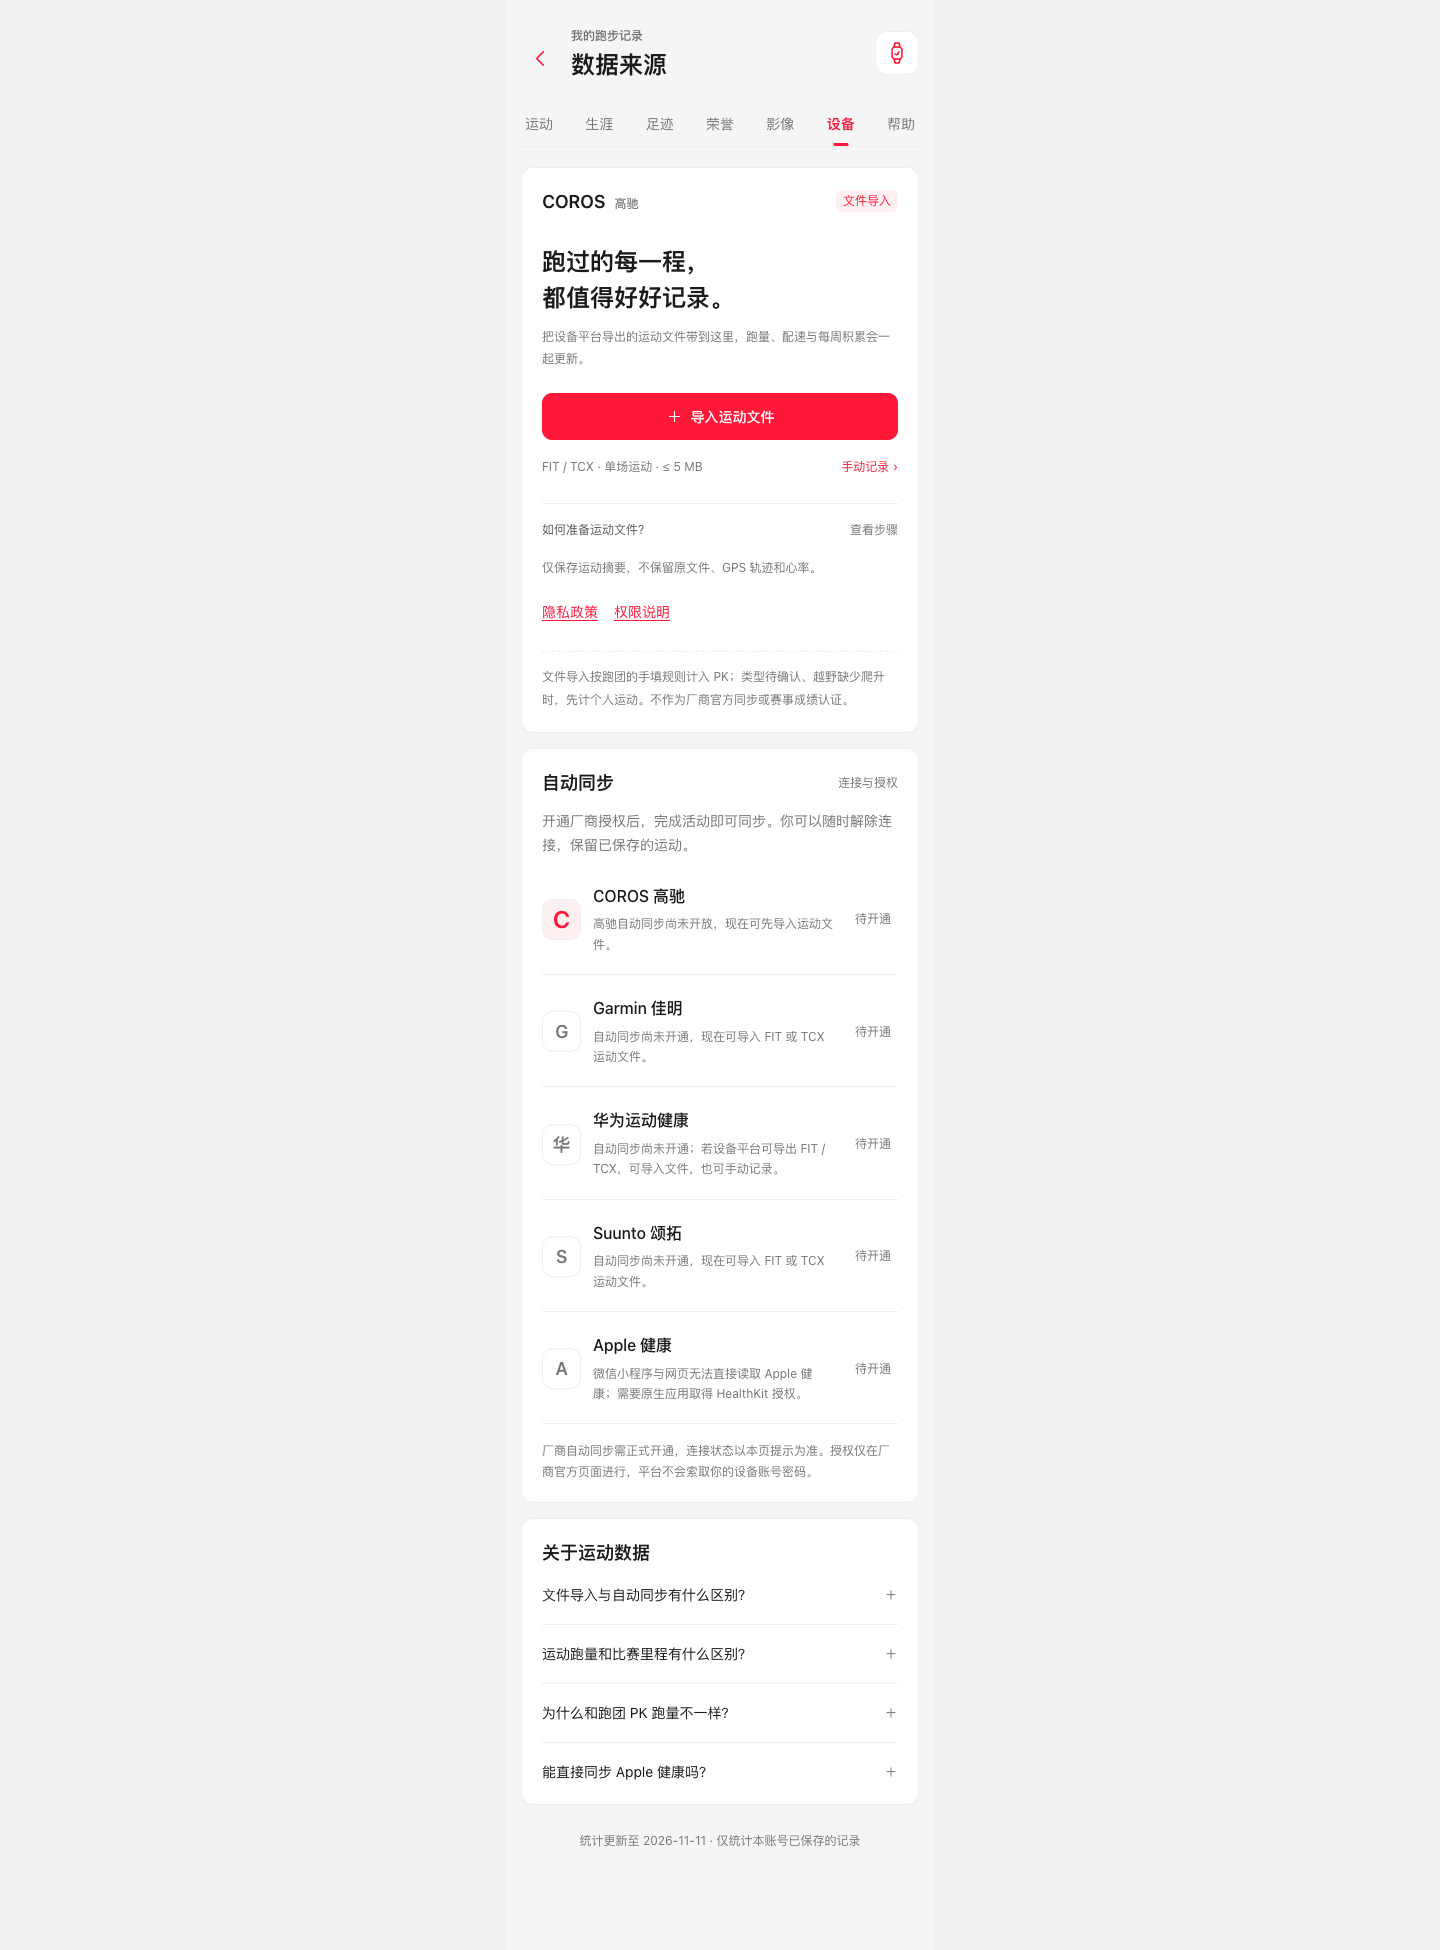 我的跑步记录
数据来源
运动 生涯 足迹 荣誉 影像 设备 帮助
COROS 高驰 文件导入
跑过的每一程，
都值得好好记录。
把设备平台导出的运动文件带到这里，跑量、配速与每周积累会一
起更新。
＋ 导入运动文件
FIT / TCX · 单场运动 · ≤ 5 MB 手动记录 ›
如何准备运动文件？ 查看步骤
仅保存运动摘要，不保留原文件、GPS 轨迹和心率。
隐私政策 权限说明
文件导入按跑团的手填规则计入 PK；类型待确认、越野缺少爬升
时，先计个人运动。不作为厂商官方同步或赛事成绩认证。
自动同步 连接与授权
开通厂商授权后，完成活动即可同步。你可以随时解除连
接，保留已保存的运动。
C
COROS 高驰
高驰自动同步尚未开放，现在可先导入运动文
件。
待开通
G
Garmin 佳明
自动同步尚未开通，现在可导入 FIT 或 TCX
运动文件。
待开通
华
华为运动健康
自动同步尚未开通；若设备平台可导出 FIT /
TCX，可导入文件，也可手动记录。
待开通
S
Suunto 颂拓
自动同步尚未开通，现在可导入 FIT 或 TCX
运动文件。
待开通
A
Apple 健康
微信小程序与网页无法直接读取 Apple 健
康；需要原生应用取得 HealthKit 授权。
待开通
厂商自动同步需正式开通，连接状态以本页提示为准。授权仅在厂
商官方页面进行，平台不会索取你的设备账号密码。
关于运动数据
文件导入与自动同步有什么区别？ +
运动跑量和比赛里程有什么区别？ +
为什么和跑团 PK 跑量不一样？ +
能直接同步 Apple 健康吗？ +
统计更新至 2026-11-11 · 仅统计本账号已保存的记录